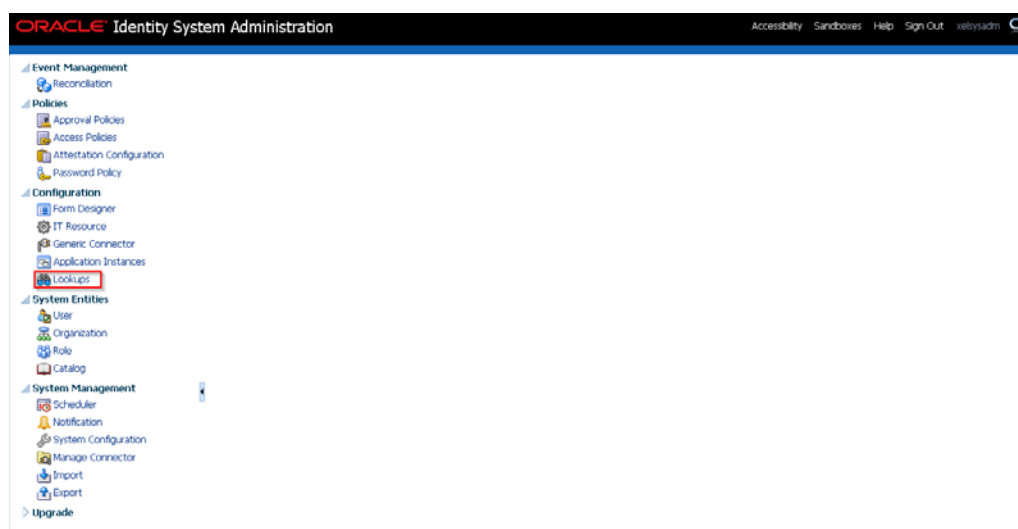 ORACLE Identity System Administration
Accessibility Sandboxes Help Sign Out xelsysadm
Event Management
Reconciliation
Policies
Approval Policies
Access Policies
Attestation Configuration
Password Policy
Configuration
Form Designer
IT Resource
Generic Connector
Application Instances
Lookups
System Entities
User
Organization
Role
Catalog
System Management
Scheduler
Notification
System Configuration
Manage Connector
Import
Export
Upgrade